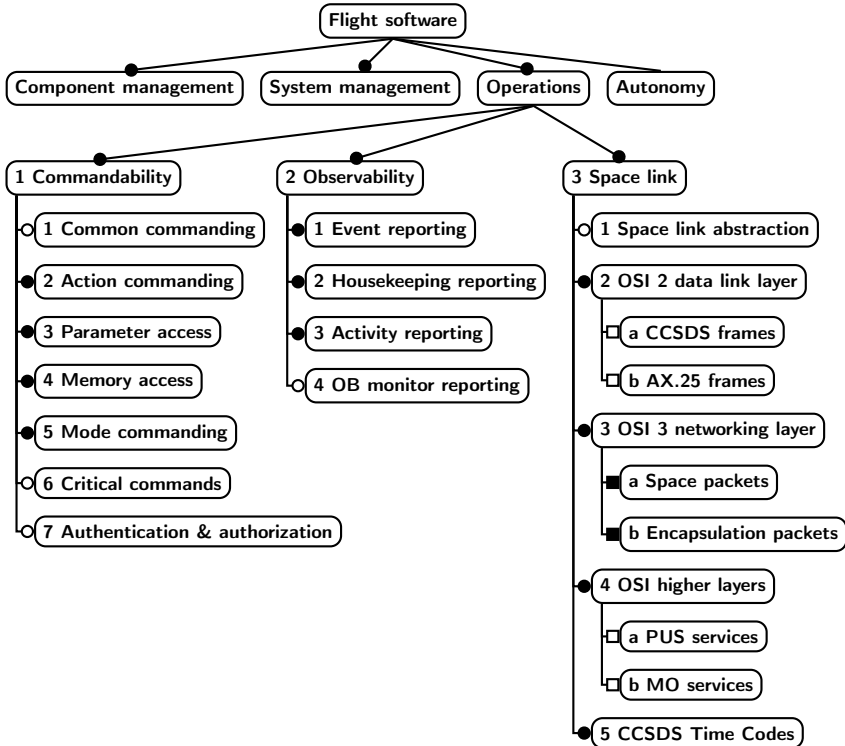 Flight software
Component management
System management
Operations
Autonomy
1 Commandability
1 Common commanding
2 Action commanding
3 Parameter access
4 Memory access
5 Mode commanding
6 Critical commands
7 Authentication & authorization
2 Observability
1 Event reporting
2 Housekeeping reporting
3 Activity reporting
4 OB monitor reporting
3 Space link
1 Space link abstraction
2 OSI 2 data link layer
a CCSDS frames
b AX.25 frames
3 OSI 3 networking layer
a Space packets
b Encapsulation packets
4 OSI higher layers
a PUS services
b MO services
5 CCSDS Time Codes